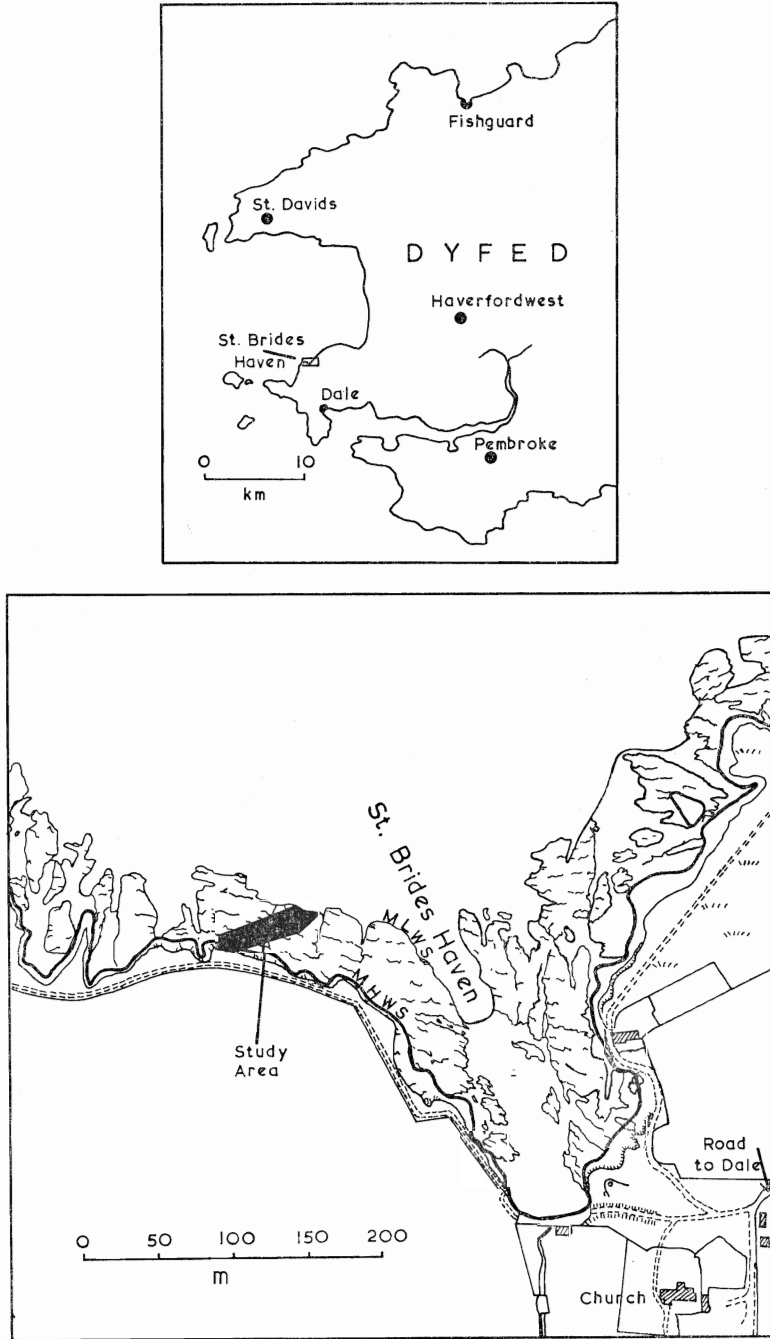 Fishguard
St. Davids
DYFED
Haverfordwest
St. Brides
Haven
Dale
Pembroke
0 10
km
St. Brides Haven
MLWS
MHWS
Study
Area
Road
to Dale
0 50 100 150 200
m
Church